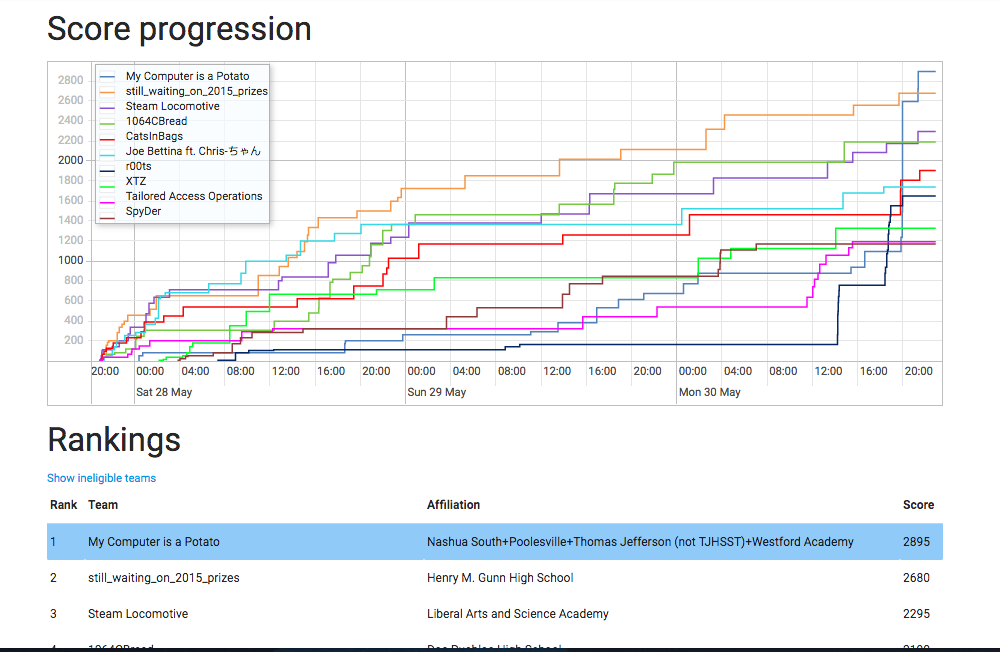 Score progression
2800
2600
2400
2200
2000
1800
1600
1400
1200
1000
800
600
400
200
My Computer is a Potato
still_waiting_on_2015_prizes
Steam Locomotive
1064CBread
CatsInBags
Joe Bettina ft. Chris-ちゃん
r00ts
XTZ
Tailored Access Operations
SpyDer
20:00 00:00 04:00 08:00 12:00 16:00 20:00 00:00 04:00 08:00 12:00 16:00 20:00 00:00 04:00 08:00 12:00 16:00 20:00
Sat 28 May Sun 29 May Mon 30 May
Rankings
Show ineligible teams
Rank Team Affiliation Score
1 My Computer is a Potato Nashua South+Poolesville+Thomas Jefferson (not TJHSST)+Westford Academy 2895
2 still_waiting_on_2015_prizes Henry M. Gunn High School 2680
3 Steam Locomotive Liberal Arts and Science Academy 2295
1064CBread High School